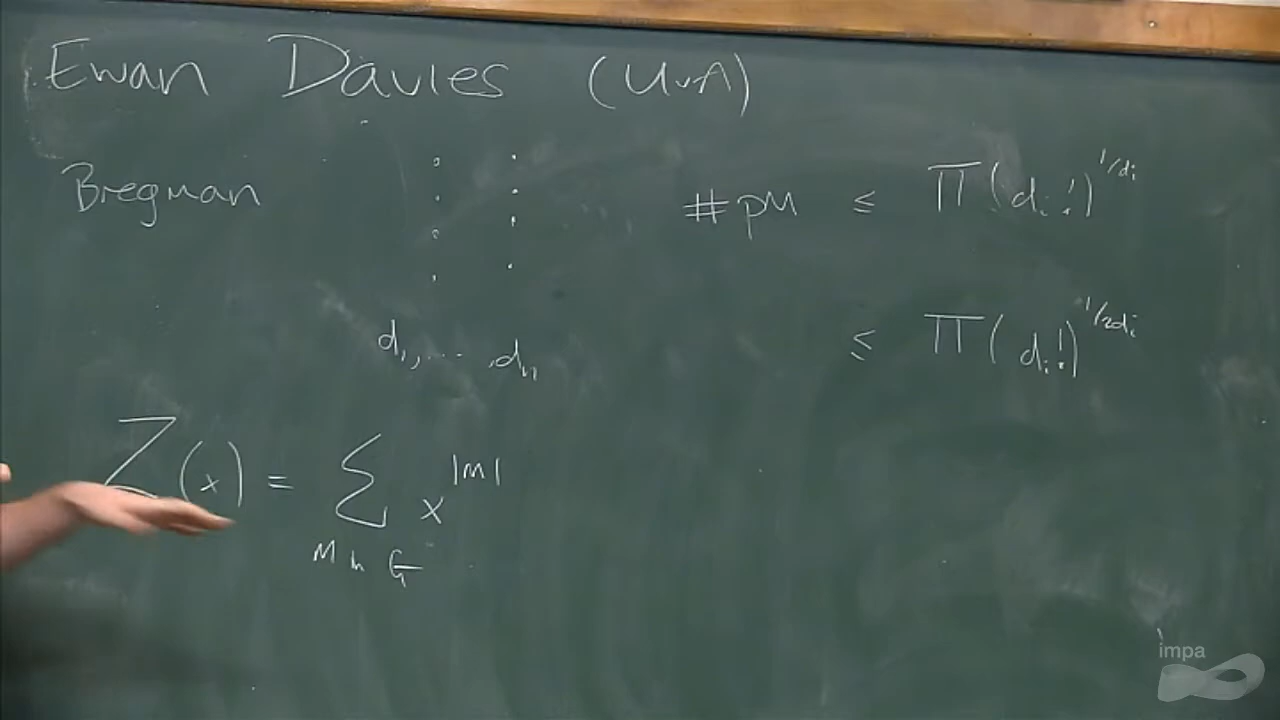 Ewan Davies (UvA)
Bregman #pM ≤ Π(dᵢ!)^{1/dᵢ}
d₁, ... , dₙ ≤ Π(dᵢ!)^{1/2dᵢ}
Z(x) = Σ x^{|M|}
M in G
impa